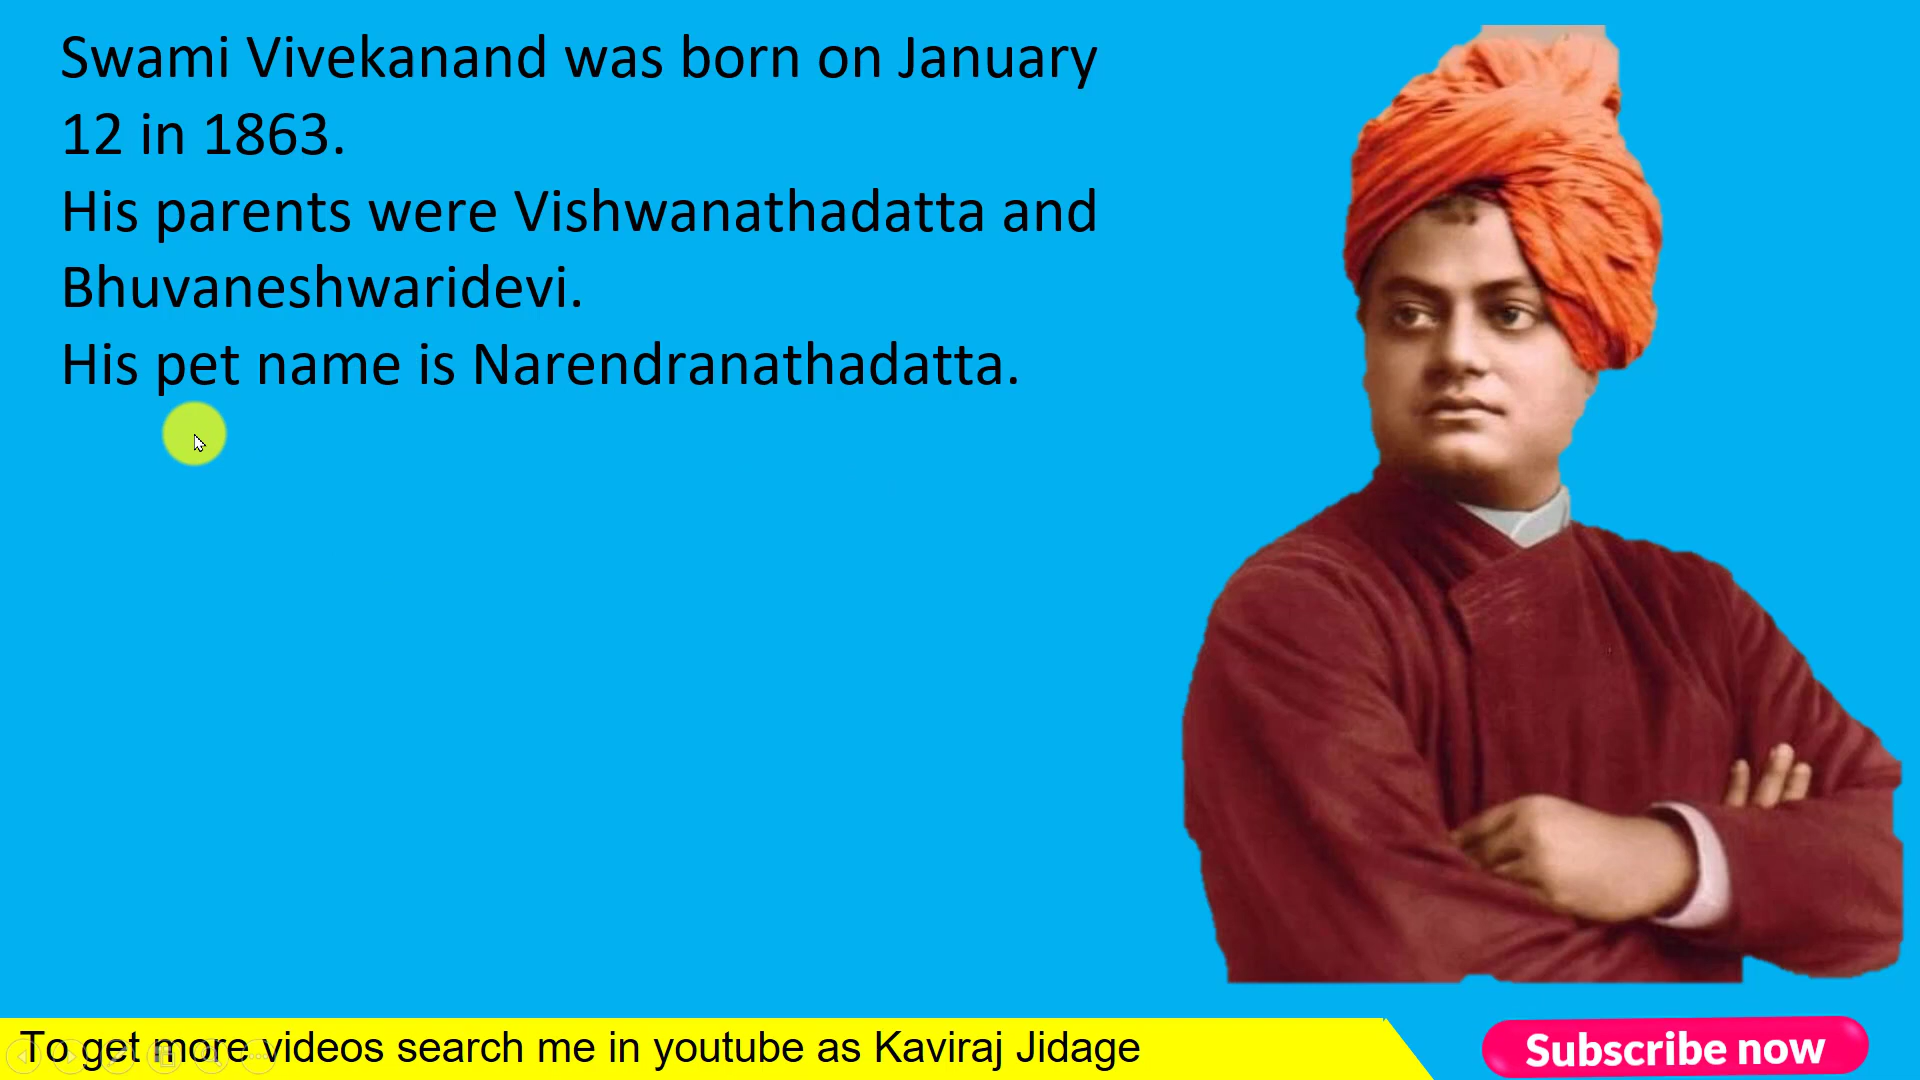 Swami Vivekanand was born on January
12 in 1863.
His parents were Vishwanathadatta and
Bhuvaneshwaridevi.
His pet name is Narendranathadatta.
To get more videos search me in youtube as Kaviraj Jidage
Subscribe now